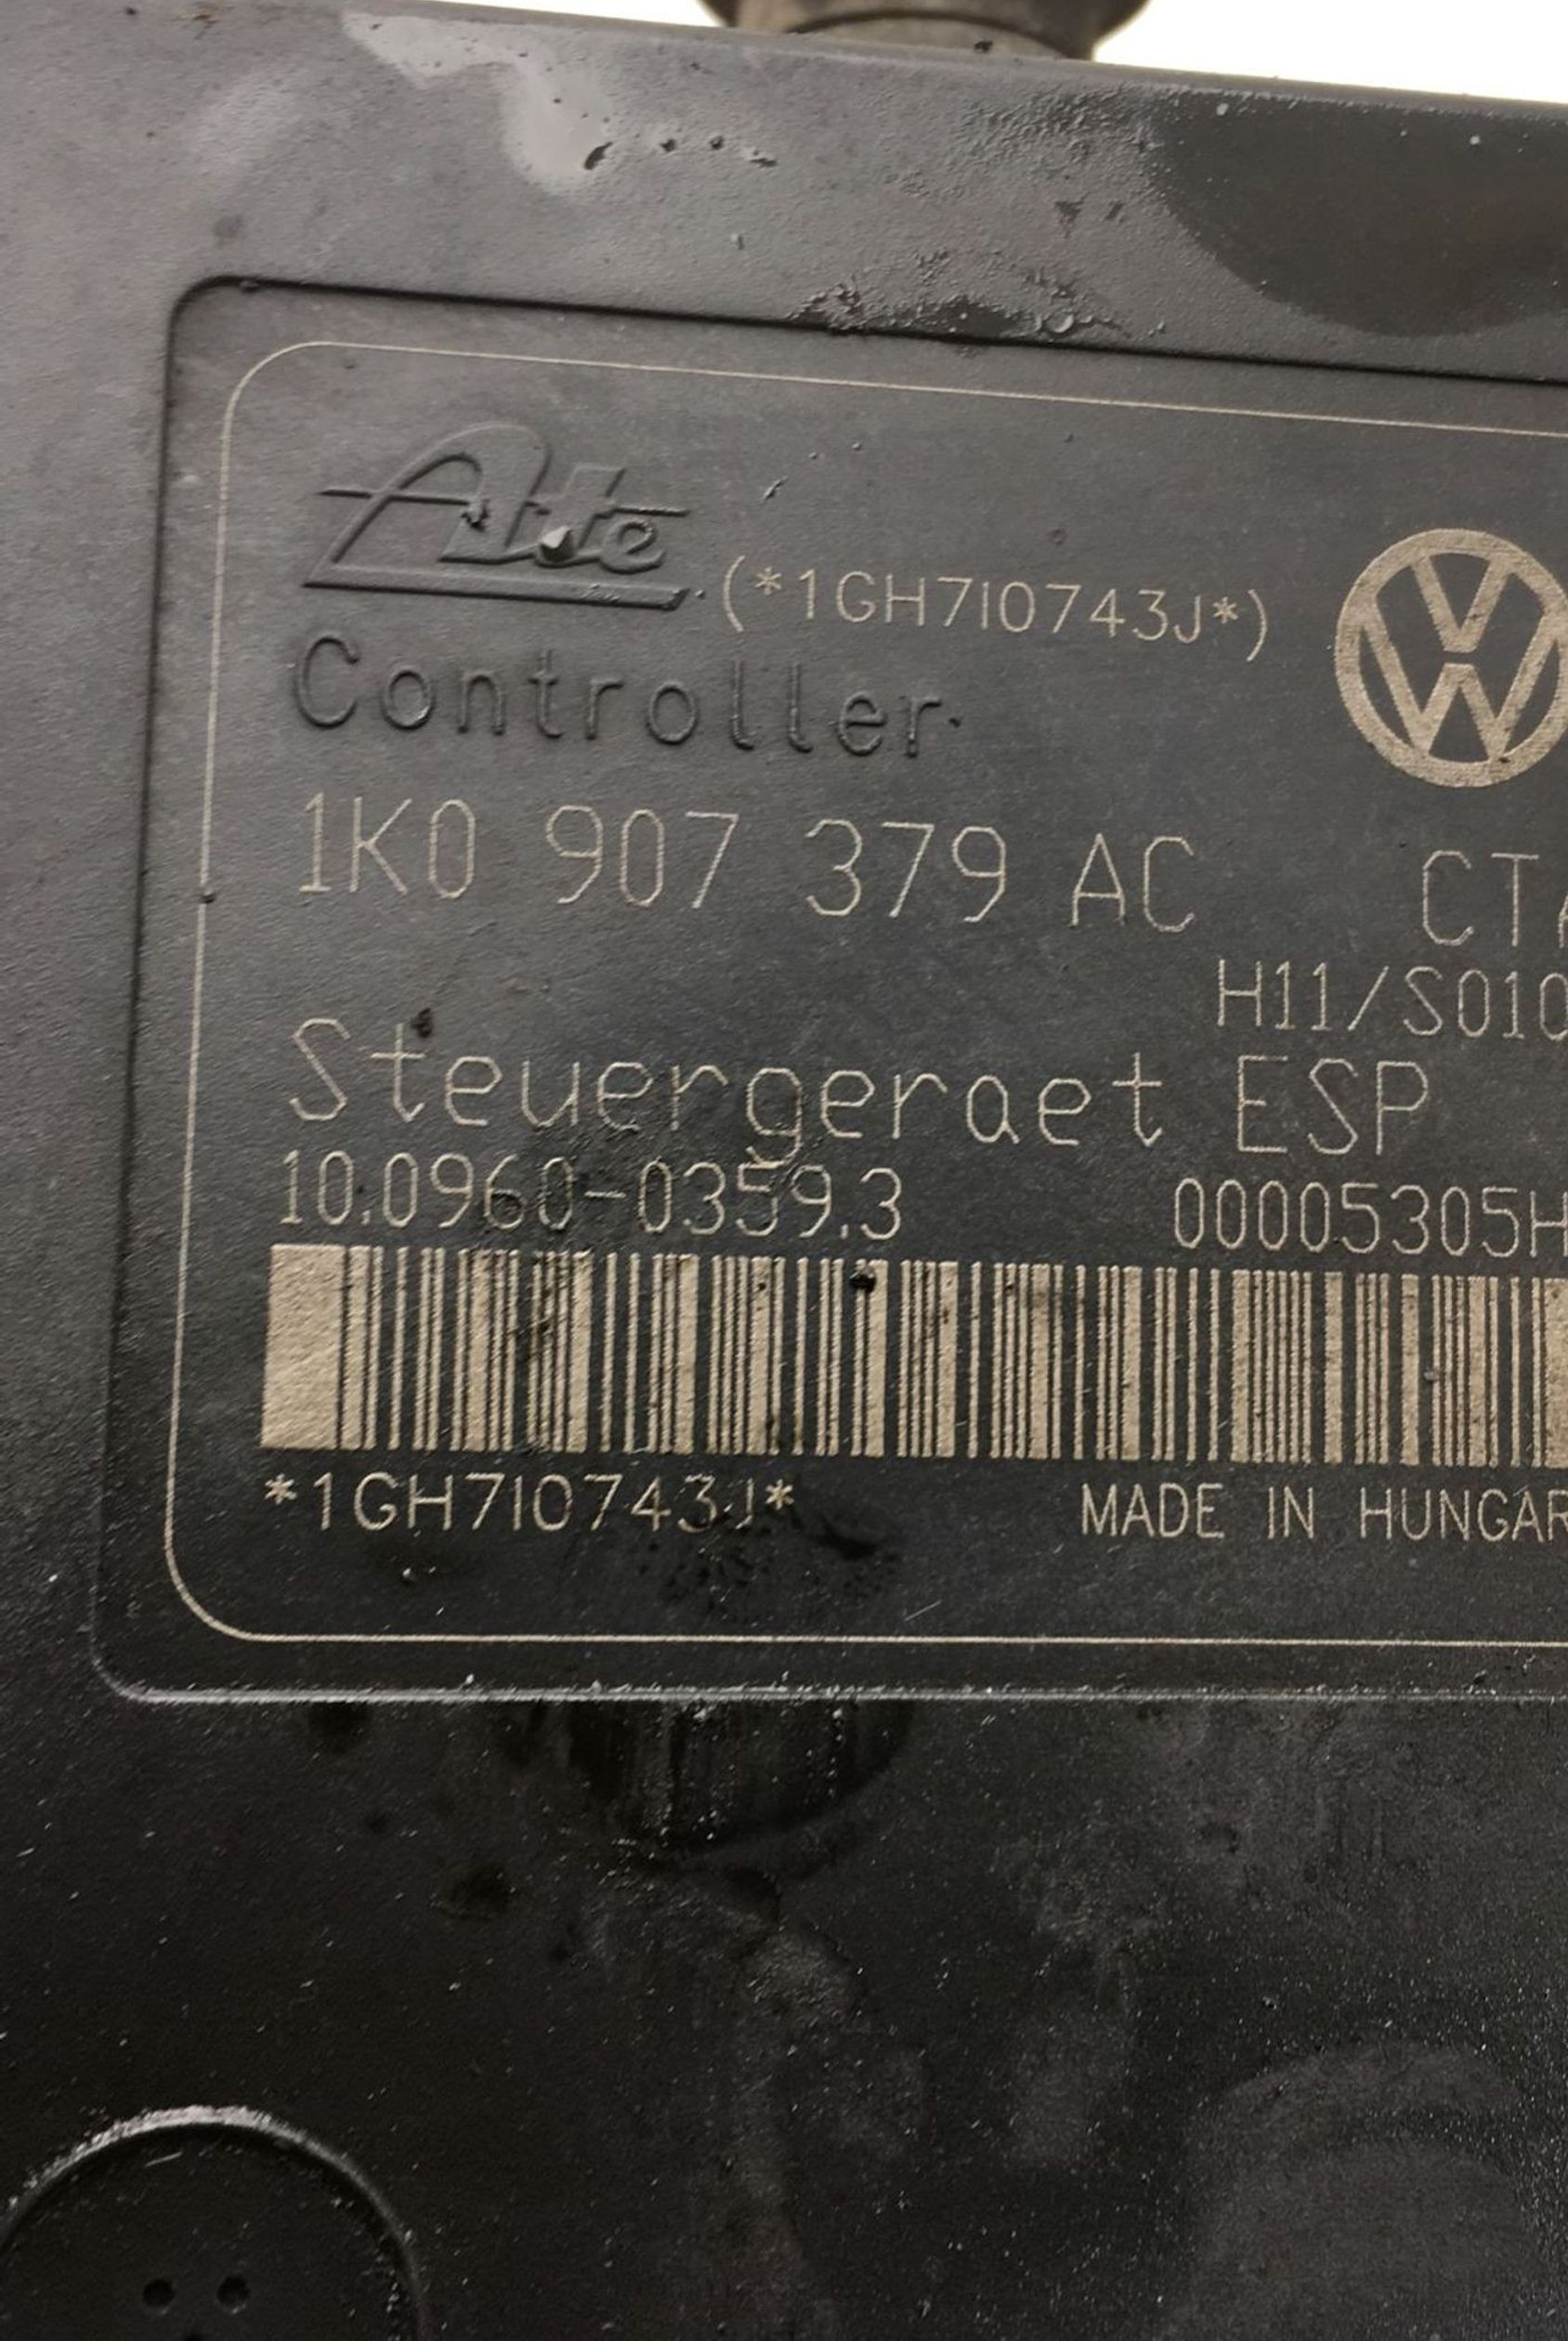 Ate
(*1GH7I0743J*)
Controller
1K0 907 379 AC
H11/S010
Steuergeraet ESP
10.0960-0359.3 00005305H
*1GH7I0743J*
MADE IN